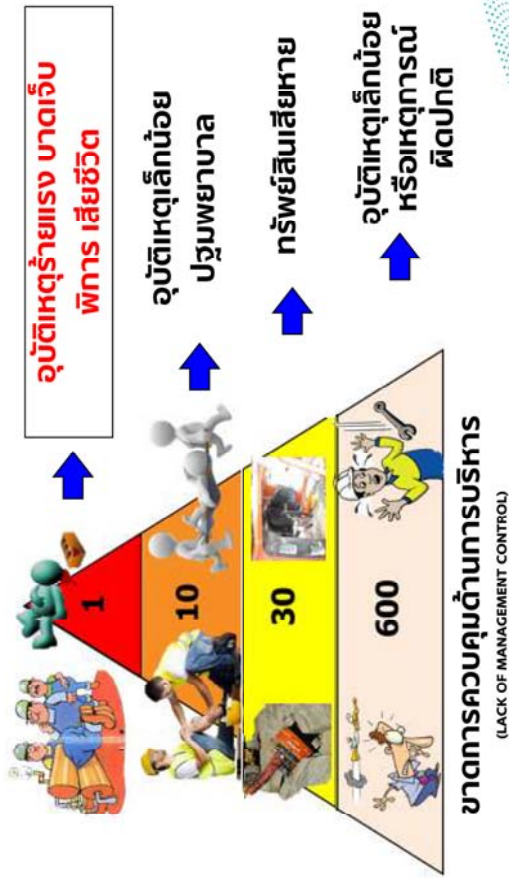 อุบัติเหตุร้ายแรง บาดเจ็บ
พิการ เสียชีวิต
1
อุบัติเหตุเล็กน้อย
ปฐมพยาบาล
10
ทรัพย์สินเสียหาย
30
อุบัติเหตุเล็กน้อย
หรือเหตุการณ์
ผิดปกติ
600
ขาดการควบคุมด้านการบริหาร
(LACK OF MANAGEMENT CONTROL)